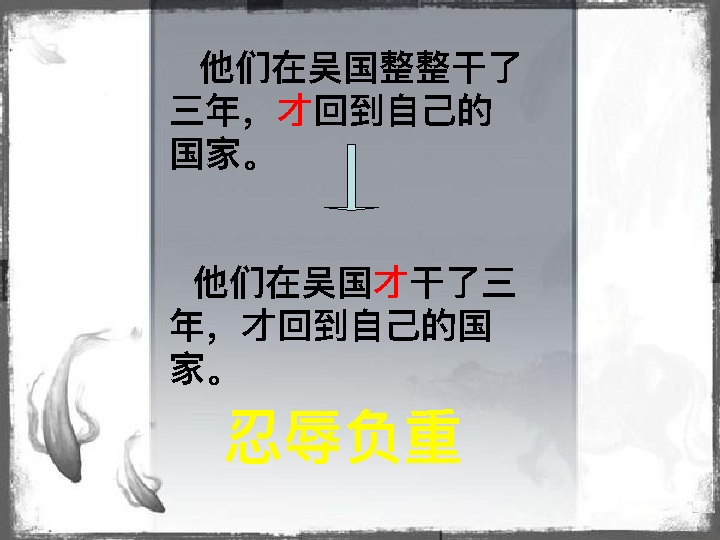 他们在吴国整整干了
三年，才回到自己的
国家。
他们在吴国才干了三
年，才回到自己的国
家。
忍辱负重